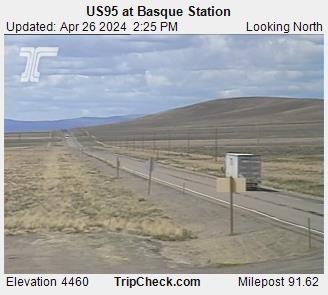 US95 at Basque Station
Updated: Apr 26 2024 2:25 PM Looking North
Elevation 4460 TripCheck.com Milepost 91.62